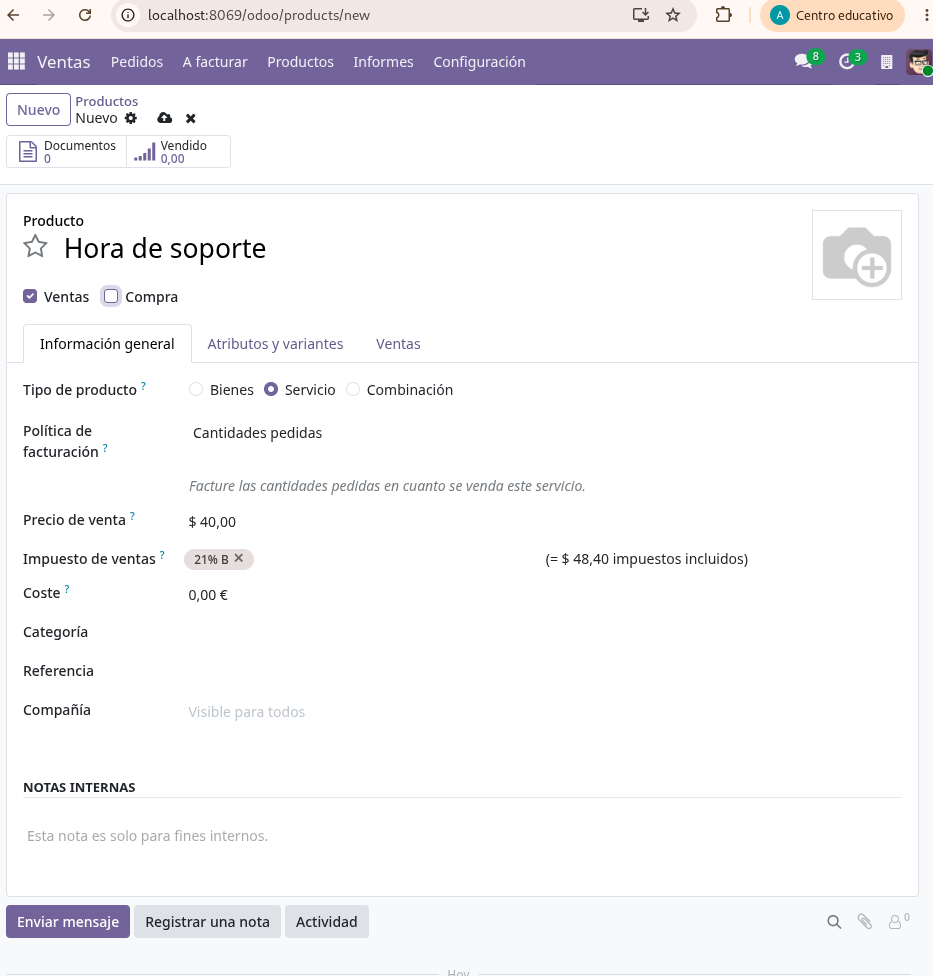 localhost:8069/odoo/products/new
A Centro educativo
Ventas Pedidos A facturar Productos Informes Configuración 8 3
Nuevo
Productos
Nuevo
Documentos
0
Vendido
0,00
Producto
Hora de soporte
Ventas Compra
Información general Atributos y variantes Ventas
Tipo de producto ? Bienes Servicio Combinación
Política de
facturación ?
Cantidades pedidas
Facture las cantidades pedidas en cuanto se venda este servicio.
Precio de venta ? $ 40,00
Impuesto de ventas ? 21% B (= $ 48,40 impuestos incluidos)
Coste ? 0,00 €
Categoría
Referencia
Compañía Visible para todos
NOTAS INTERNAS
Esta nota es solo para fines internos.
Enviar mensaje Registrar una nota Actividad 0
Hoy